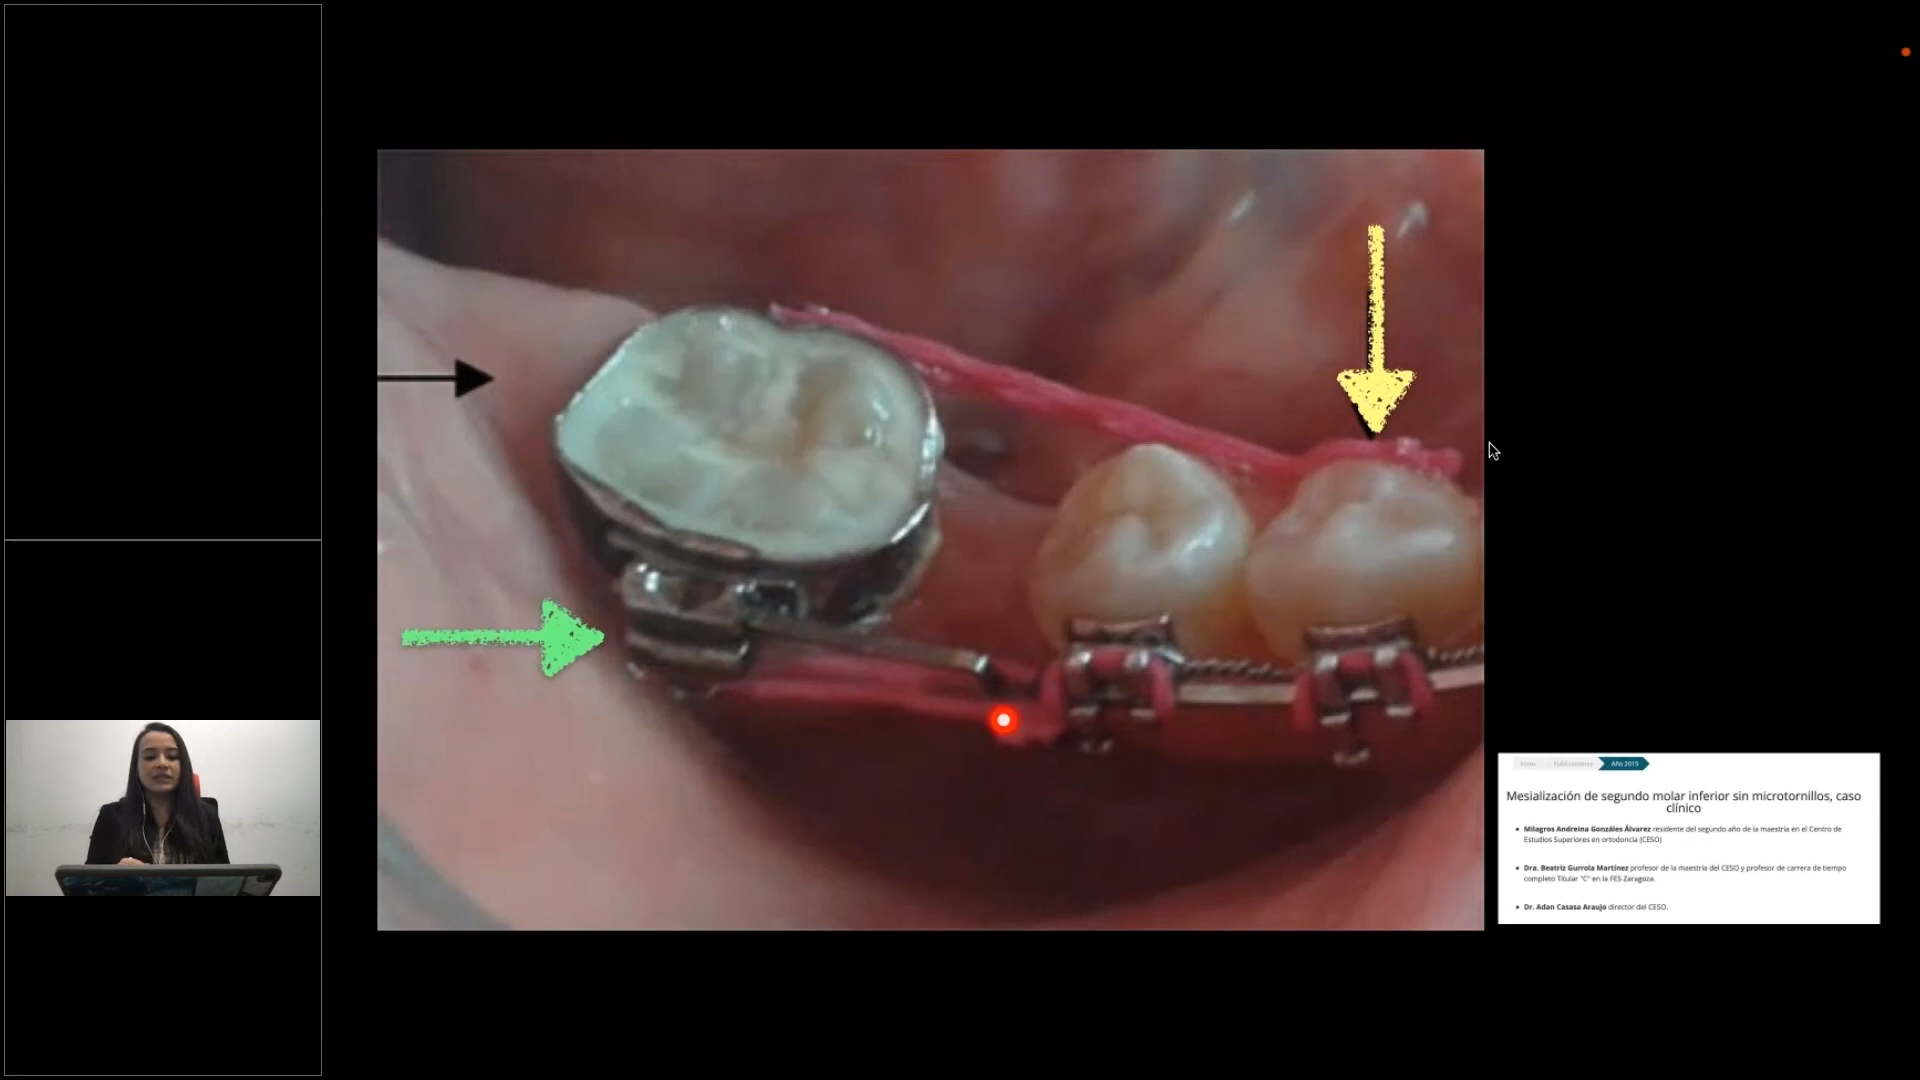 Inicio Publicaciones Año 2015
Mesialización de segundo molar inferior sin microtornillos, caso
clínico
Milagros Andreina Gonzáles Álvarez residente del segundo año de la maestría en el Centro de
Estudios Superiores en ortodoncia (CESO)
Dra. Beatriz Gurrola Martínez profesor de la maestría del CESO y profesor de carrera de tiempo
completo Titular "C" en la FES Zaragoza.
Dr. Adan Casasa Araujo director del CESO.